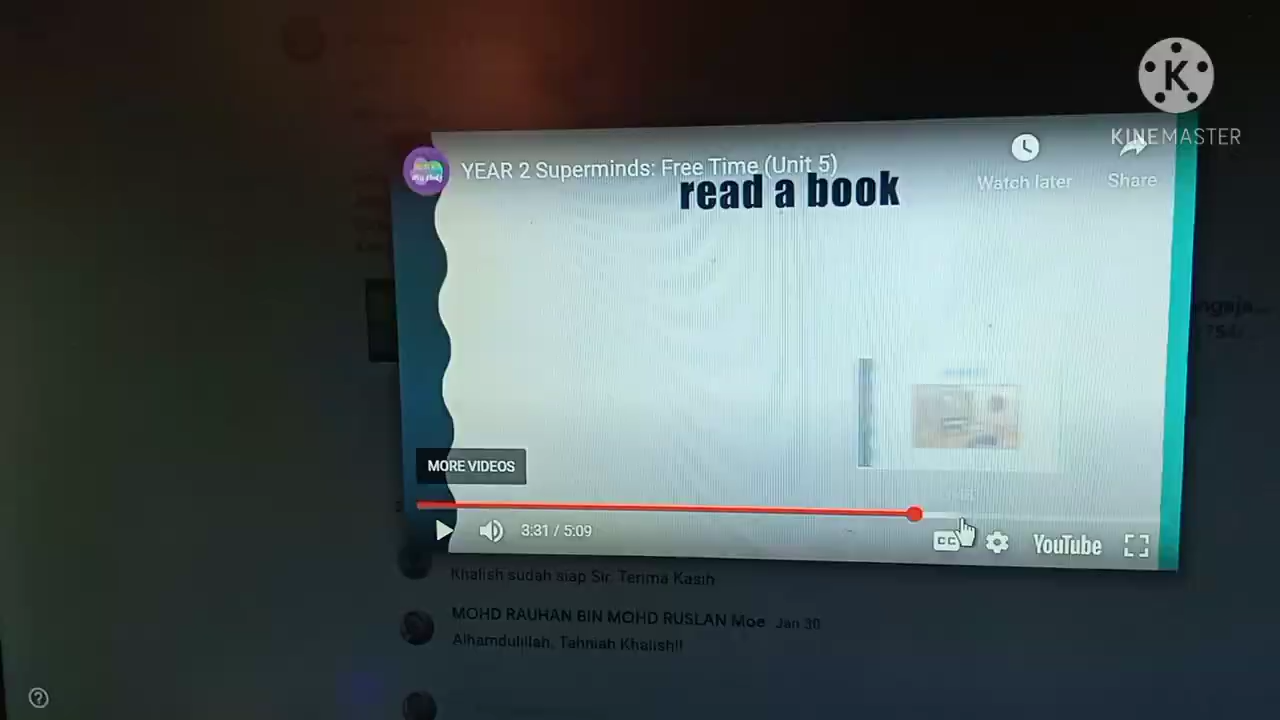 KINEMASTER
YEAR 2 Superminds: Free Time (Unit 5)
Watch later
Share
read a book
MORE VIDEOS
3:31 / 5:09
CC
YouTube
Khalish sudah siap Sir. Terima Kasih
MOHD RAUHAN BIN MOHD RUSLAN Moe Jan 30
Alhamdulillah, Tahniah Khalish!!